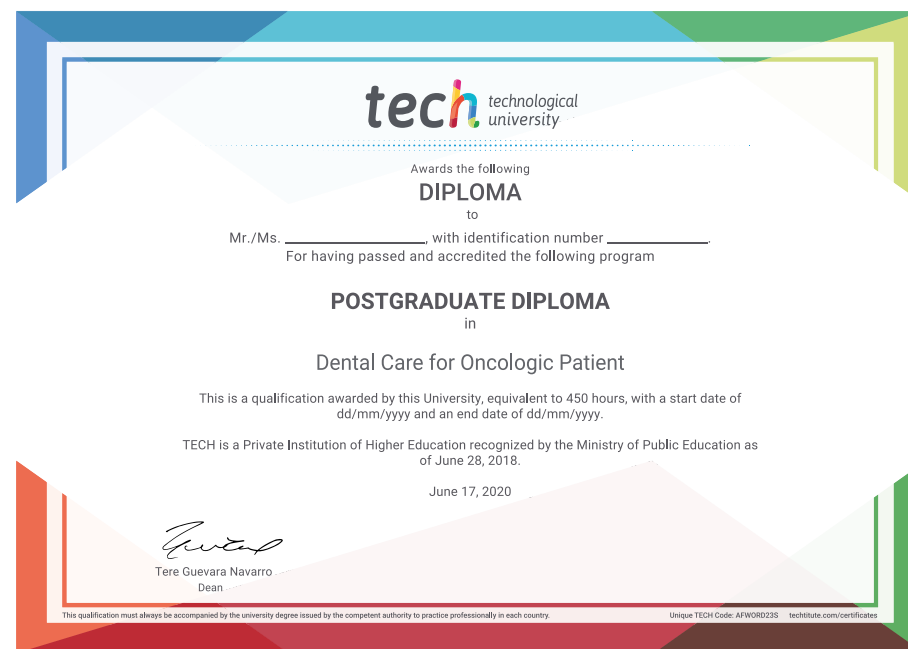 tech technological
university
Awards the following
DIPLOMA
to
Mr./Ms. ____________________, with identification number ______________.
For having passed and accredited the following program
POSTGRADUATE DIPLOMA
in
Dental Care for Oncologic Patient
This is a qualification awarded by this University, equivalent to 450 hours, with a start date of
dd/mm/yyyy and an end date of dd/mm/yyyy.
TECH is a Private Institution of Higher Education recognized by the Ministry of Public Education as
of June 28, 2018.
June 17, 2020
Tere Guevara Navarro
Dean
This qualification must always be accompanied by the university degree issued by the competent authority to practice professionally in each country. Unique TECH Code: AFWORD23S techtitute.com/certificates